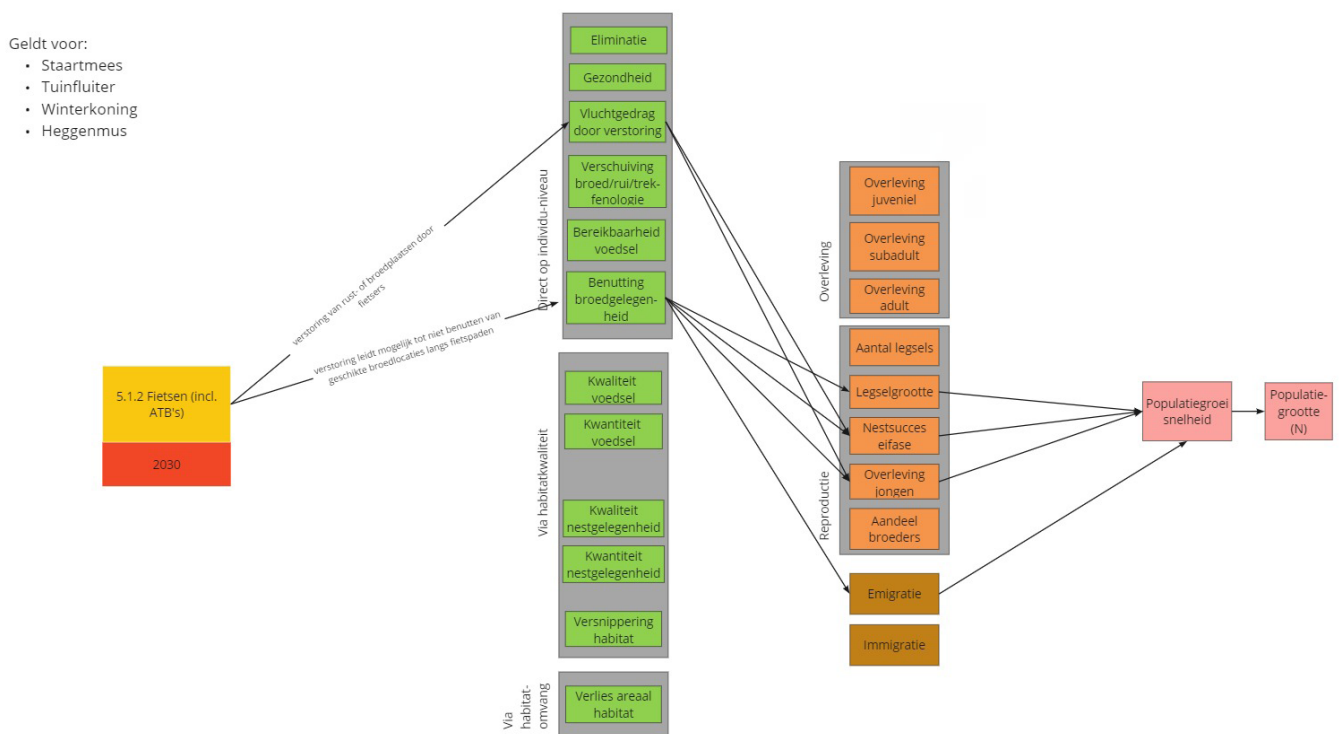 Geldt voor:
• Staartmees
• Tuinfluiter
• Winterkoning
• Heggenmus
5.1.2 Fietsen (incl.
ATB's)
2030
verstoring van rust- of broedplaatsen door
fietsers
verstoring leidt mogelijk tot niet benutten van
geschikte broedlocaties langs fietspaden
Direct op individu-niveau
Eliminatie
Gezondheid
Vluchtgedrag
door verstoring
Verschuiving
broed/rui/trek-
fenologie
Bereikbaarheid
voedsel
Benutting
broedgelegen-
heid
Via habitatkwaliteit
Kwaliteit
voedsel
Kwantiteit
voedsel
Kwaliteit
nestgelegenheid
Kwantiteit
nestgelegenheid
Versnippering
habitat
Via
habitat-
omvang
Verlies areaal
habitat
Overleving
Overleving
juveniel
Overleving
subadult
Overleving
adult
Reproductie
Aantal legsels
Legselgrootte
Nestsucces
eifase
Overleving
jongen
Aandeel
broeders
Emigratie
Immigratie
Populatiegroei
snelheid
Populatie-
grootte
(N)